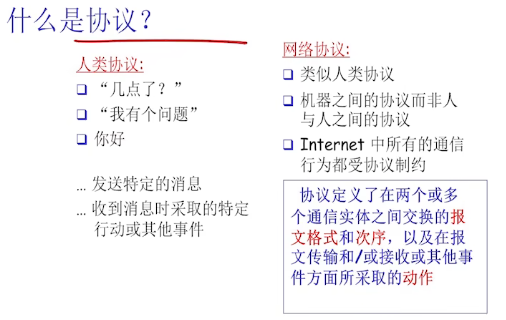 什么是协议？
人类协议:
“几点了？”
“我有个问题”
你好
… 发送特定的消息
… 收到消息时采取的特定
行动或其他事件
网络协议:
类似人类协议
机器之间的协议而非人
与人之间的协议
Internet 中所有的通信
行为都受协议制约
协议定义了在两个或多
个通信实体之间交换的报
文格式和次序，以及在报
文传输和/或接收或其他事
件方面所采取的动作